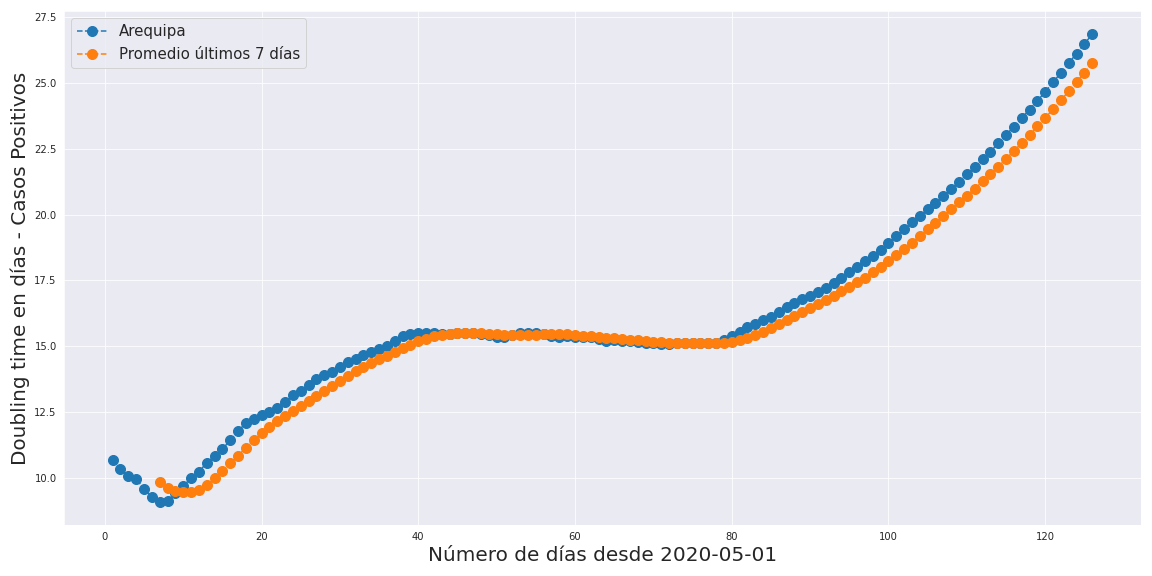 Doubling time en días - Casos Positivos
27.5
25.0
22.5
20.0
17.5
15.0
12.5
10.0
Arequipa
Promedio últimos 7 días
0 20 40 60 80 100 120
Número de días desde 2020-05-01